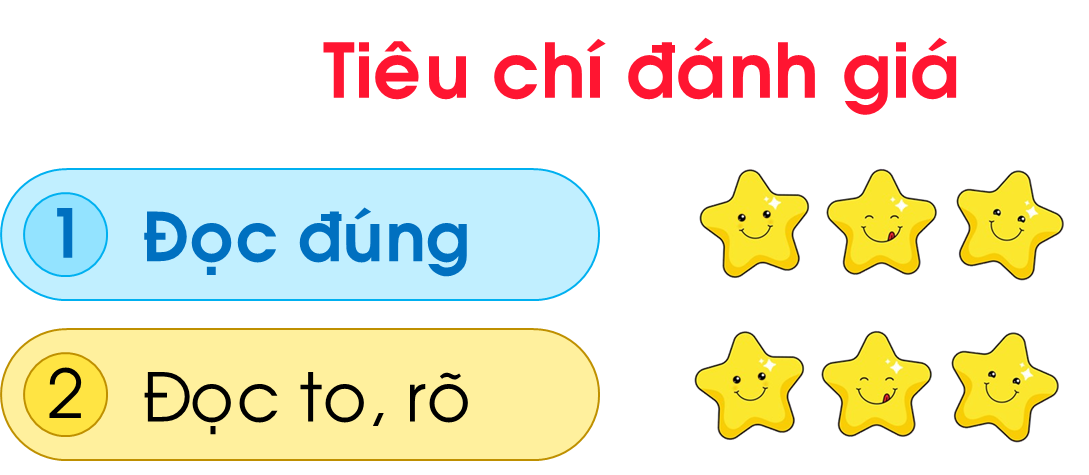 Tiêu chí đánh giá
1 Đọc đúng
2 Đọc to, rõ